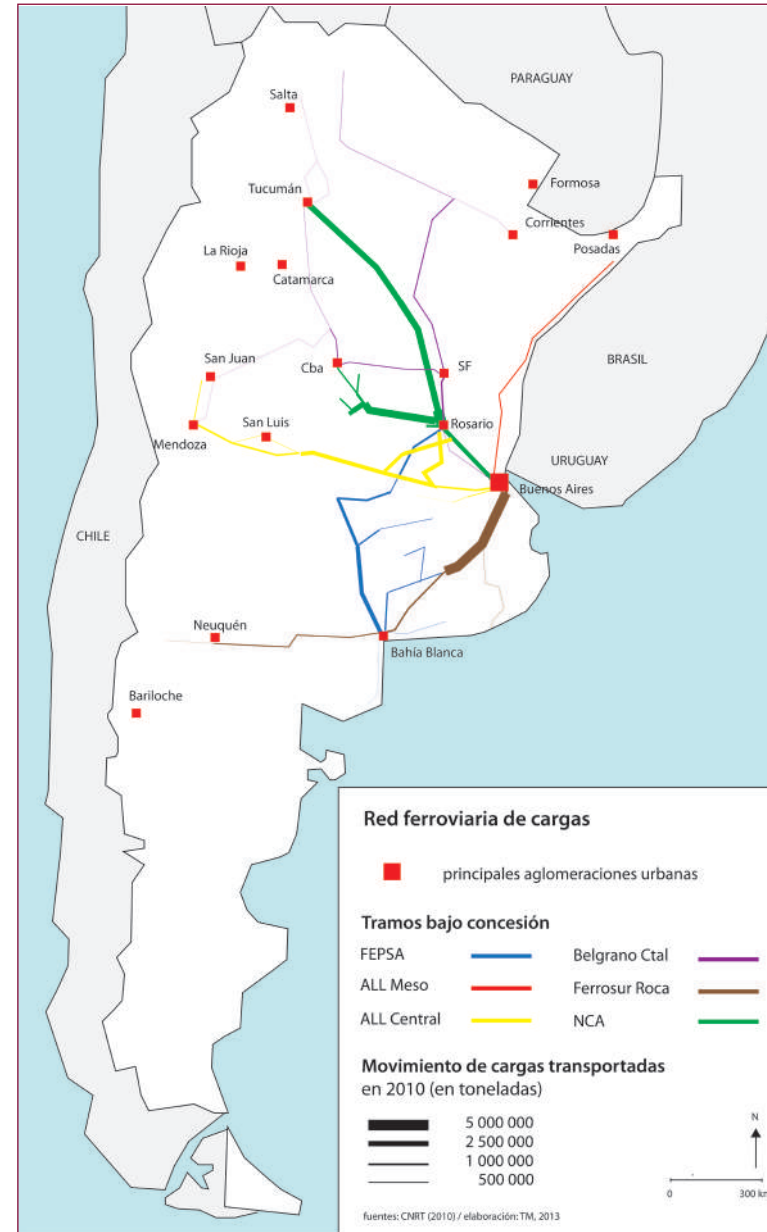 PARAGUAY
Salta
Formosa
Tucumán
Corrientes
Posadas
La Rioja
Catamarca
BRASIL
San Juan
Cba
SF
San Luis
Rosario
Mendoza
URUGUAY
Buenos Aires
CHILE
Neuquén
Bahía Blanca
Bariloche
Red ferroviaria de cargas
principales aglomeraciones urbanas
Tramos bajo concesión
FEPSA
Belgrano Ctal
ALL Meso
Ferrosur Roca
ALL Central
NCA
Movimiento de cargas transportadas
en 2010 (en toneladas)
5 000 000
2 500 000
1 000 000
500 000
N
0 300 km
fuentes: CNRT (2010) / elaboración: TM, 2013